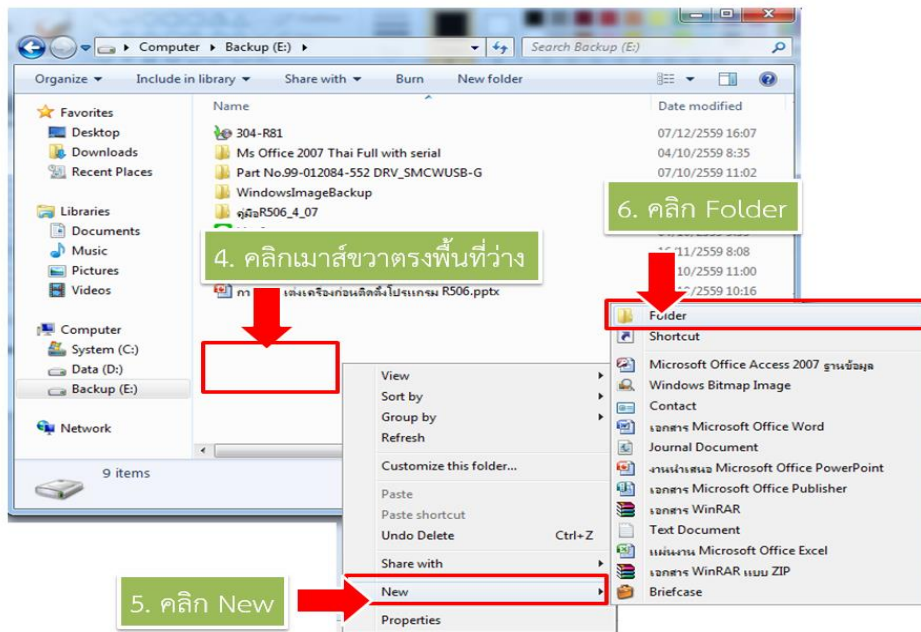 Computer ▸ Backup (E:) ▸
Search Backup (E:)
Organize
Include in library
Share with
Burn
New folder
Name
Date modified
Favorites
Desktop
Downloads
Recent Places
Libraries
Documents
Music
Pictures
Videos
Computer
System (C:)
Data (D:)
Backup (E:)
Network
304-R81
07/12/2559 16:07
Ms Office 2007 Thai Full with serial
04/10/2559 8:35
Part No.99-012084-552 DRV_SMCWUSB-G
07/10/2559 11:02
WindowsImageBackup
คู่มือR506_4_07
/11/2559 8:08
10/2559 11:00
เครื่องก่อนติดตั้งโปรแกรม R506.pptx
/2559 10:16
6. คลิก Folder
4. คลิกเมาส์ขวาตรงพื้นที่ว่าง
9 items
View
Sort by
Group by
Refresh
Customize this folder...
Paste
Paste shortcut
Undo Delete Ctrl+Z
Share with
New
Properties
5. คลิก New
Folder
Shortcut
Microsoft Office Access 2007 ฐานข้อมูล
Windows Bitmap Image
Contact
เอกสาร Microsoft Office Word
Journal Document
งานนำเสนอ Microsoft Office PowerPoint
เอกสาร Microsoft Office Publisher
เอกสาร WinRAR
Text Document
แผ่นงาน Microsoft Office Excel
เอกสาร WinRAR แบบ ZIP
Briefcase